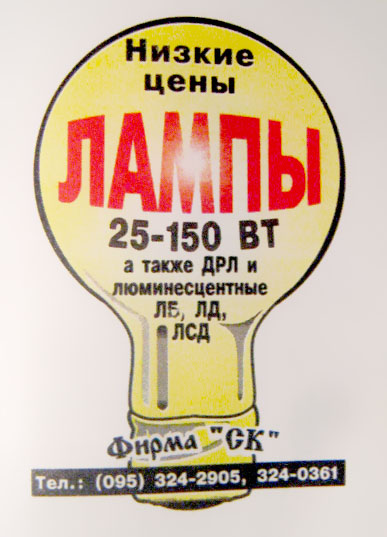 Низкие
цены
ЛАМПЫ
25-150 ВТ
а также ДРЛ и
люминесцентные
ЛБ, ЛД,
ЛСД
Фирма "СК"
Тел.: (095) 324-2905, 324-0361